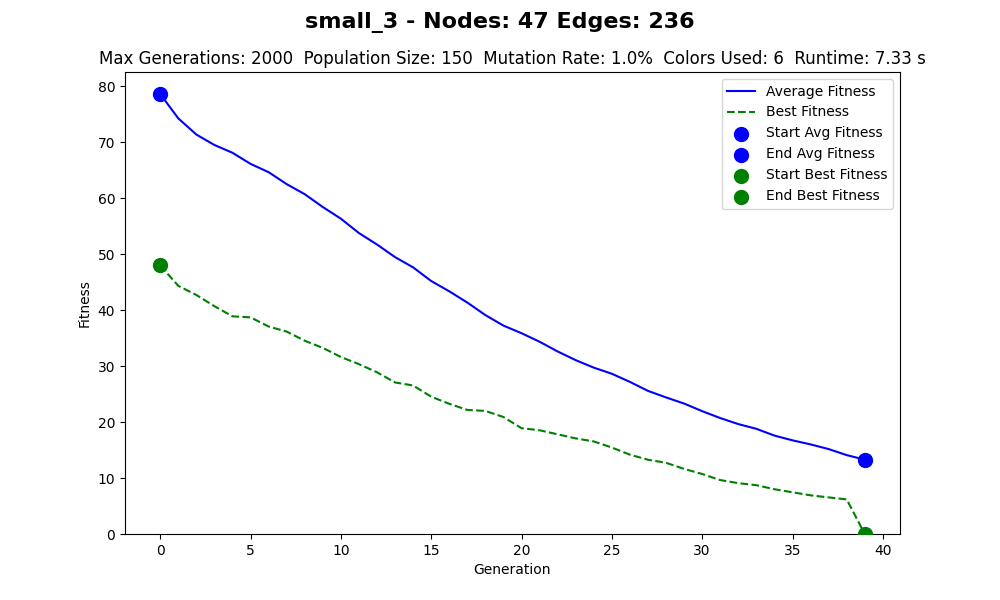 small_3 - Nodes: 47 Edges: 236
Max Generations: 2000  Population Size: 150  Mutation Rate: 1.0%  Colors Used: 6  Runtime: 7.33 s
Average Fitness
Best Fitness
Start Avg Fitness
End Avg Fitness
Start Best Fitness
End Best Fitness
Fitness
80
70
60
50
40
30
20
10
0
0 5 10 15 20 25 30 35 40
Generation